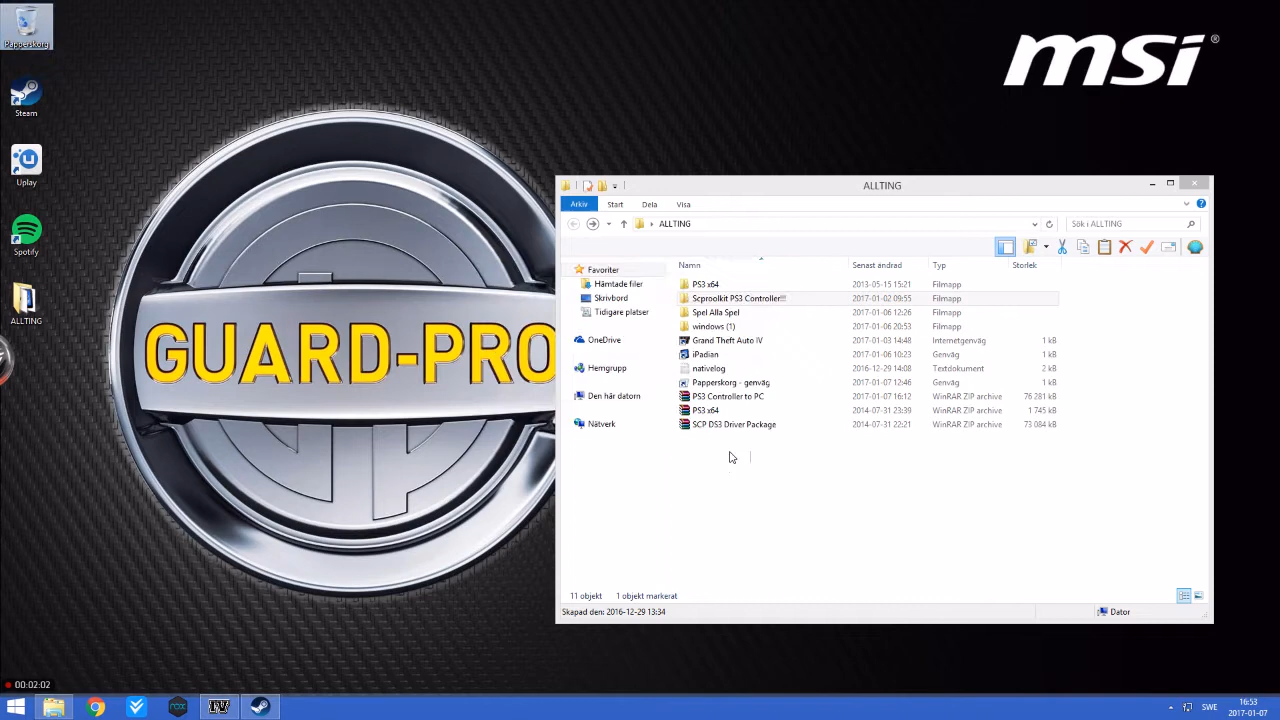 Papperskorg
Steam
Uplay
Spotify
ALLTING
msi®
GUARD-PRO
ALLTING
Arkiv Start Dela Visa
ALLTING
Sök i ALLTING
Namn Senast ändrad Typ Storlek
Favoriter
Hämtade filer
Skrivbord
Tidigare platser
OneDrive
Hemgrupp
Den här datorn
Nätverk
PS3 x64 2013-05-15 15:21 Filmapp
Scproolkit PS3 Controller!!! 2017-01-02 09:55 Filmapp
Spel Alla Spel 2017-01-06 12:26 Filmapp
windows (1) 2017-01-06 20:53 Filmapp
Grand Theft Auto IV 2017-01-03 14:48 Internetgenväg 1 kB
iPadian 2017-01-06 10:23 Genväg 1 kB
nativelog 2016-12-29 14:08 Textdokument 2 kB
Papperskorg - genväg 2017-01-07 12:46 Genväg 1 kB
PS3 Controller to PC 2017-01-07 16:12 WinRAR ZIP archive 76 281 kB
PS3 x64 2014-07-31 23:39 WinRAR ZIP archive 1 745 kB
SCP DS3 Driver Package 2014-07-31 22:21 WinRAR ZIP archive 73 084 kB
11 objekt 1 objekt markerat
Skapad den: 2016-12-29 13:34
Dator
00:02:02
nox
IV
SWE
16:53
2017-01-07